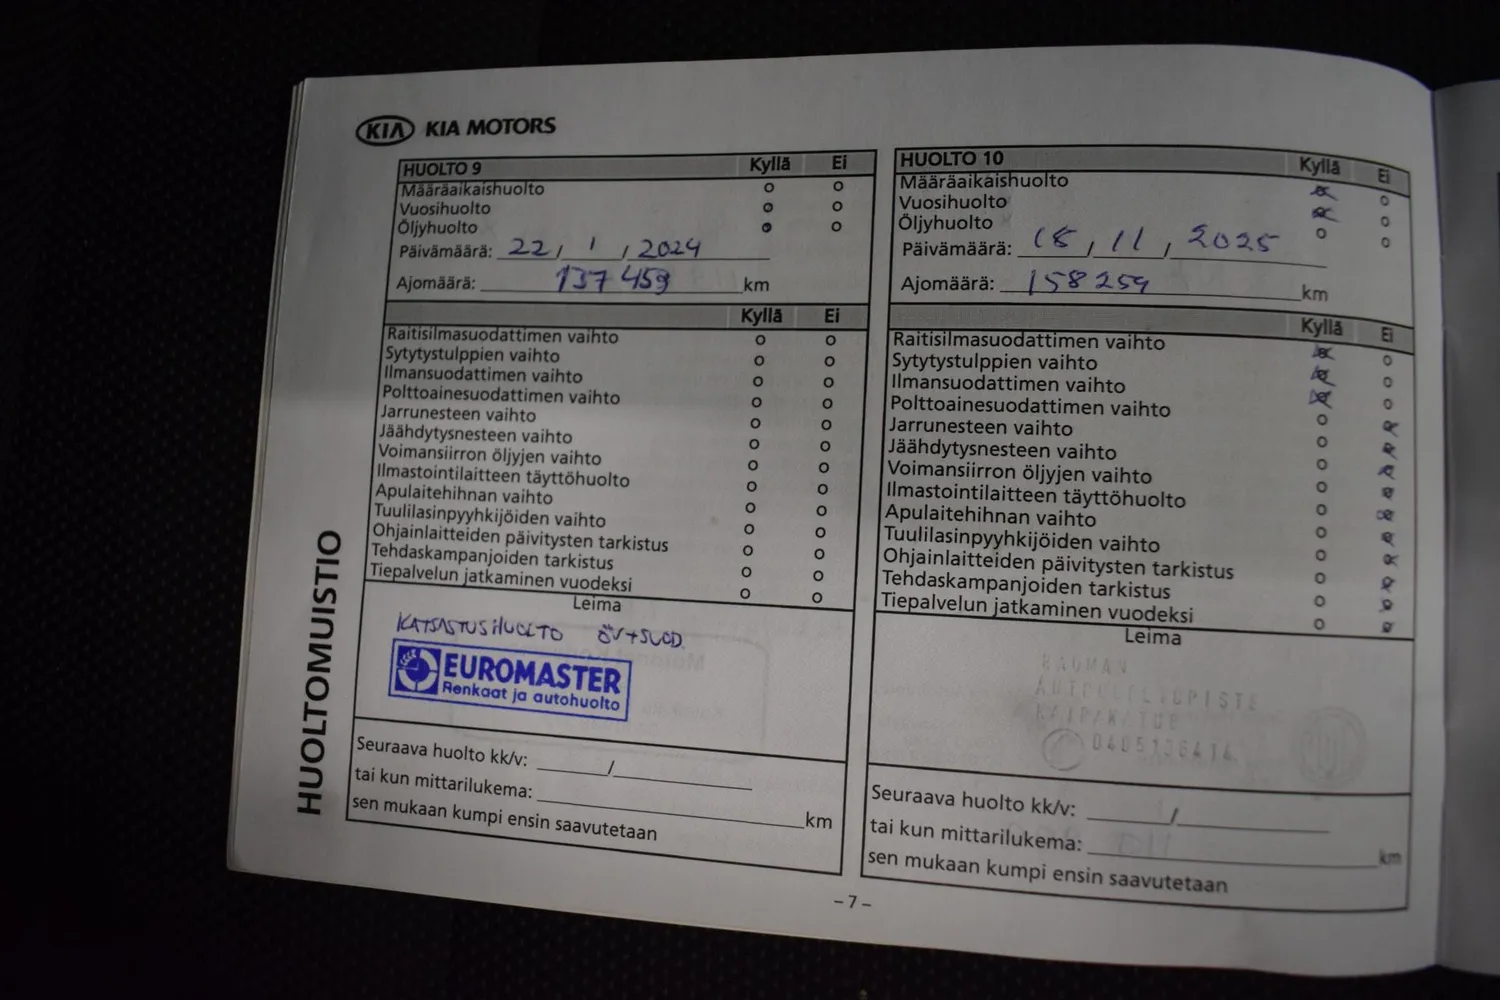 KIA KIA MOTORS
HUOLTOMUISTIO
HUOLTO 9 Kyllä Ei
Määräaikaishuolto
Vuosihuolto
Öljyhuolto
Päivämäärä: 22 / 1 / 2024
Ajomäärä: 137 459 km
Kyllä Ei
Raitisilmasuodattimen vaihto
Sytytystulppien vaihto
Ilmansuodattimen vaihto
Polttoainesuodattimen vaihto
Jarrunesteen vaihto
Jäähdytysnesteen vaihto
Voimansiirron öljyjen vaihto
Ilmastointilaitteen täyttöhuolto
Apulaitehihnan vaihto
Tuulilasinpyyhkijöiden vaihto
Ohjainlaitteiden päivitysten tarkistus
Tehdaskampanjoiden tarkistus
Tiepalvelun jatkaminen vuodeksi
Leima
KATSASTUSHUOLTO ÖV+SUOD.
EUROMASTER
Renkaat ja autohuolto
Seuraava huolto kk/v: /
tai kun mittarilukema: km
sen mukaan kumpi ensin saavutetaan
HUOLTO 10 Kyllä Ei
Määräaikaishuolto
Vuosihuolto
Öljyhuolto
Päivämäärä: 18 / 11 / 2025
Ajomäärä: 158 259 km
Kyllä Ei
Raitisilmasuodattimen vaihto
Sytytystulppien vaihto
Ilmansuodattimen vaihto
Polttoainesuodattimen vaihto
Jarrunesteen vaihto
Jäähdytysnesteen vaihto
Voimansiirron öljyjen vaihto
Ilmastointilaitteen täyttöhuolto
Apulaitehihnan vaihto
Tuulilasinpyyhkijöiden vaihto
Ohjainlaitteiden päivitysten tarkistus
Tehdaskampanjoiden tarkistus
Tiepalvelun jatkaminen vuodeksi
Leima
RAUMAN
Seuraava huolto kk/v: /
tai kun mittarilukema: km
sen mukaan kumpi ensin saavutetaan
– 7 –